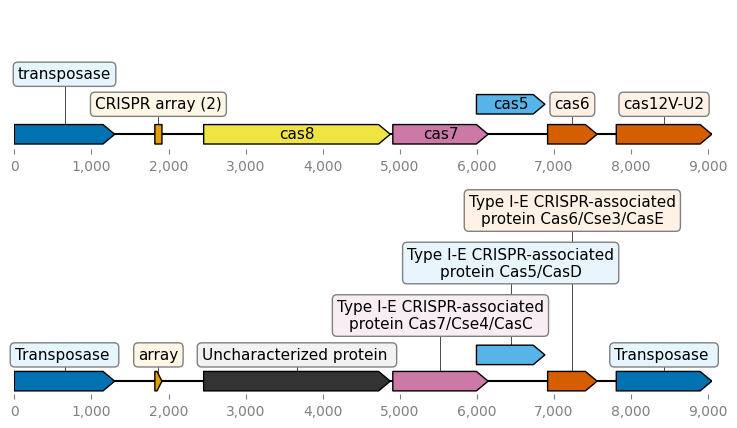 transposase
CRISPR array (2)
cas5
cas6
cas12V-U2
cas8
cas7
0 1,000 2,000 3,000 4,000 5,000 6,000 7,000 8,000 9,000
Type I-E CRISPR-associated
protein Cas6/Cse3/CasE
Type I-E CRISPR-associated
protein Cas5/CasD
Type I-E CRISPR-associated
protein Cas7/Cse4/CasC
Transposase
array
Uncharacterized protein
Transposase
0 1,000 2,000 3,000 4,000 5,000 6,000 7,000 8,000 9,000